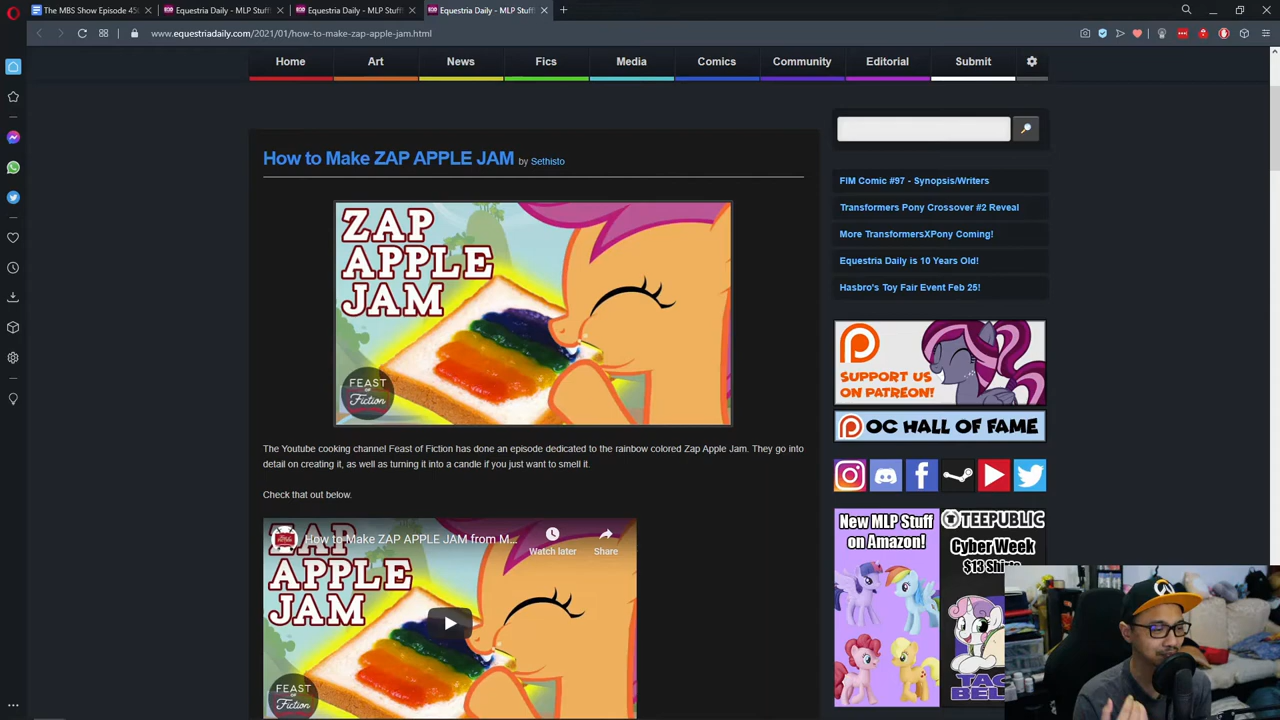 The MBS Show Episode 450
Equestria Daily - MLP Stuff
Equestria Daily - MLP Stuff
Equestria Daily - MLP Stuff
www.equestriadaily.com/2021/01/how-to-make-zap-apple-jam.html
Home
Art
News
Fics
Media
Comics
Community
Editorial
Submit
How to Make ZAP APPLE JAM by Sethisto
ZAP
APPLE
JAM
FEAST
OF
Fiction
The Youtube cooking channel Feast of Fiction has done an episode dedicated to the rainbow colored Zap Apple Jam. They go into
detail on creating it, as well as turning it into a candle if you just want to smell it.
Check that out below.
How to Make ZAP APPLE JAM from M...
Watch later
Share
ZAP
APPLE
JAM
FEAST
OF
Fiction
FIM Comic #97 - Synopsis/Writers
Transformers Pony Crossover #2 Reveal
More TransformersXPony Coming!
Equestria Daily is 10 Years Old!
Hasbro's Toy Fair Event Feb 25!
SUPPORT US
ON PATREON!
OC HALL OF FAME
New MLP Stuff
on Amazon!
TEEPUBLIC
Cyber Week
$13 Shirts
TAC
BEL